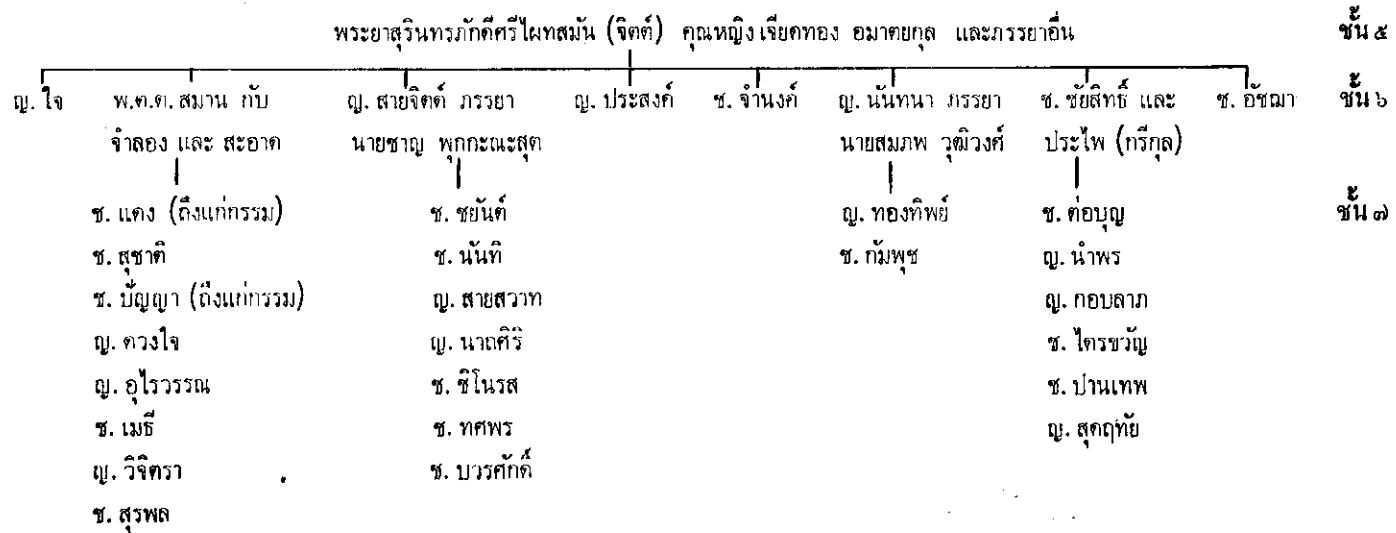 พระยาสุรินทรภักดีศรีไผทสมัน (จิตต์) คุณหญิง เจียดทอง อมาตยกุล และภรรยาอื่น ชั้น ๕
ญ. ใจ พ.ต.ต. สมาน กับ ญ. สายจิตต์ ภรรยา ญ. ประสงค์ ช. จำนงค์ ญ. นันทนา ภรรยา ช. ชัยสิทธิ์ และ ช. อัชฌา ชั้น ๖
จำลอง และ สะอาด นายชาญ พุกกะณะสุต นายสมภพ วุฒิวงศ์ ประไพ (กรีกุล)
ช. แดง (ถึงแก่กรรม) ช. ชยันต์ ญ. ทองทิพย์ ช. ต่อบุญ ชั้น ๗
ช. สุชาติ ช. นันทิ ช. กัมพุช ญ. นำพร
ช. ปัญญา (ถึงแก่กรรม) ญ. สายสวาท ญ. กอบลาภ
ญ. ดวงใจ ญ. นาถศิริ ช. ไตรขวัญ
ญ. อุไรวรรณ ช. ชิโนรส ช. ปานเทพ
ช. เมธี ช. ทศพร ญ. สุดฤทัย
ญ. วิจิตรา ช. บวรศักดิ์
ช. สุรพล